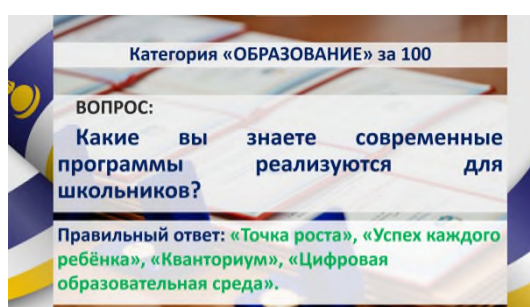 Категория «ОБРАЗОВАНИЕ» за 100
ВОПРОС:
Какие вы знаете современные
программы реализуются для
школьников?
Правильный ответ: «Точка роста», «Успех каждого
ребёнка», «Кванториум», «Цифровая
образовательная среда».